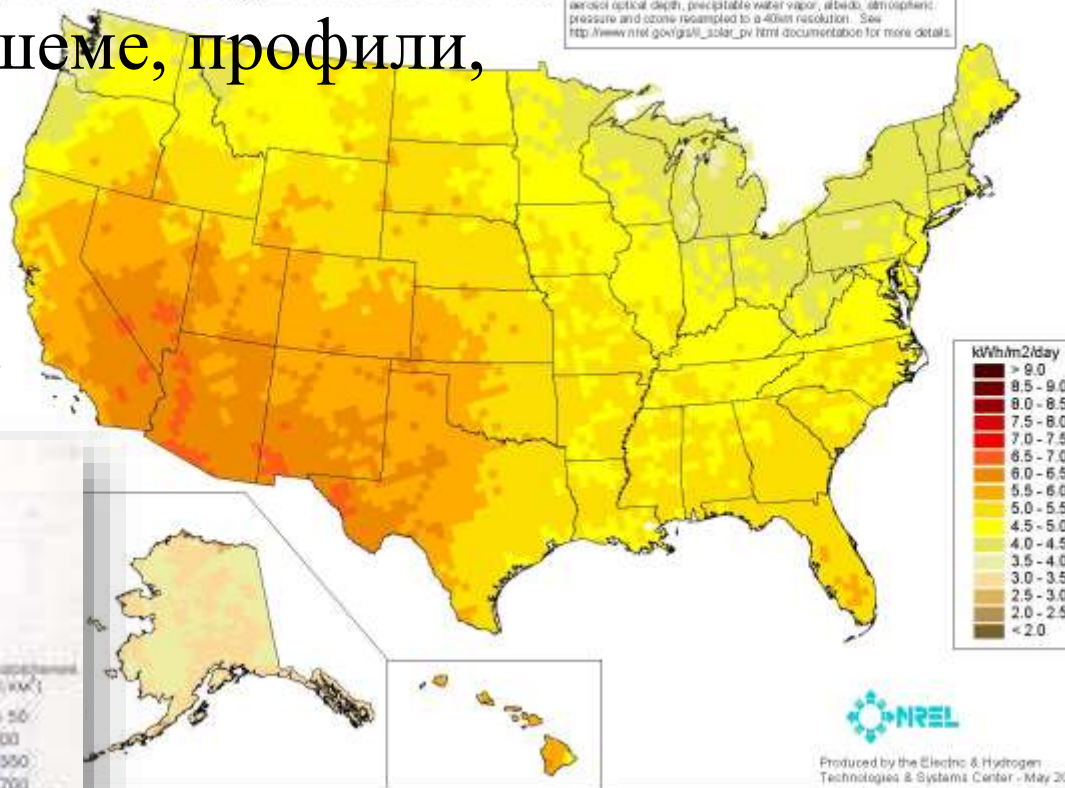 aerosol optical depth, precipitable water vapor, albedo, atmospheric
pressure and ozone resampled to a 40km resolution. See
http://www.nrel.gov/gis/il_solar_pv.html documentation for more details.
шеме, профили,
kWh/m2/day
> 9.0
8.5 - 9.0
8.0 - 8.5
7.5 - 8.0
7.0 - 7.5
6.5 - 7.0
6.0 - 6.5
5.5 - 6.0
5.0 - 5.5
4.5 - 5.0
4.0 - 4.5
3.5 - 4.0
3.0 - 3.5
2.5 - 3.0
2.0 - 2.5
< 2.0
50
00
NREL
Produced by the Electric & Hydrogen
Technologies & Systems Center - May 20